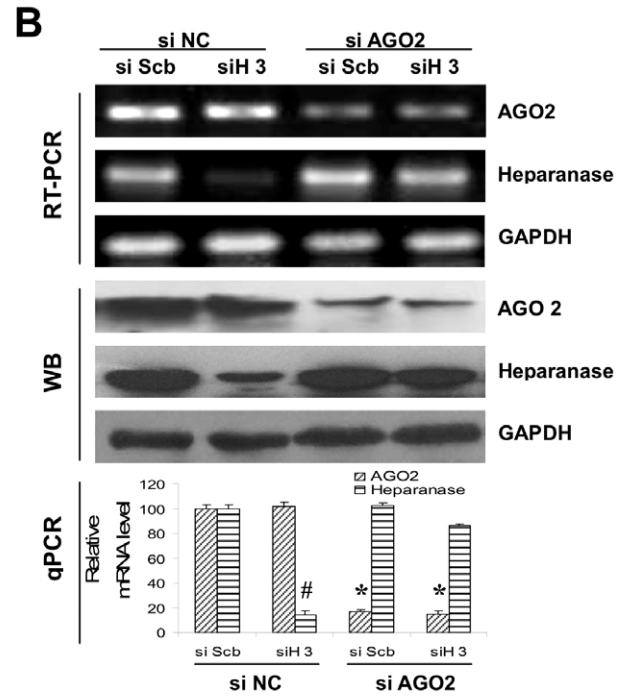 B
si NC si AGO2
si Scb siH 3 si Scb siH 3
RT-PCR
AGO2
Heparanase
GAPDH
WB
AGO 2
Heparanase
GAPDH
qPCR
Relative
mRNA level
AGO2
Heparanase
120
100
80
60
40
20
0
# * *
si Scb siH 3 si Scb siH 3
si NC si AGO2